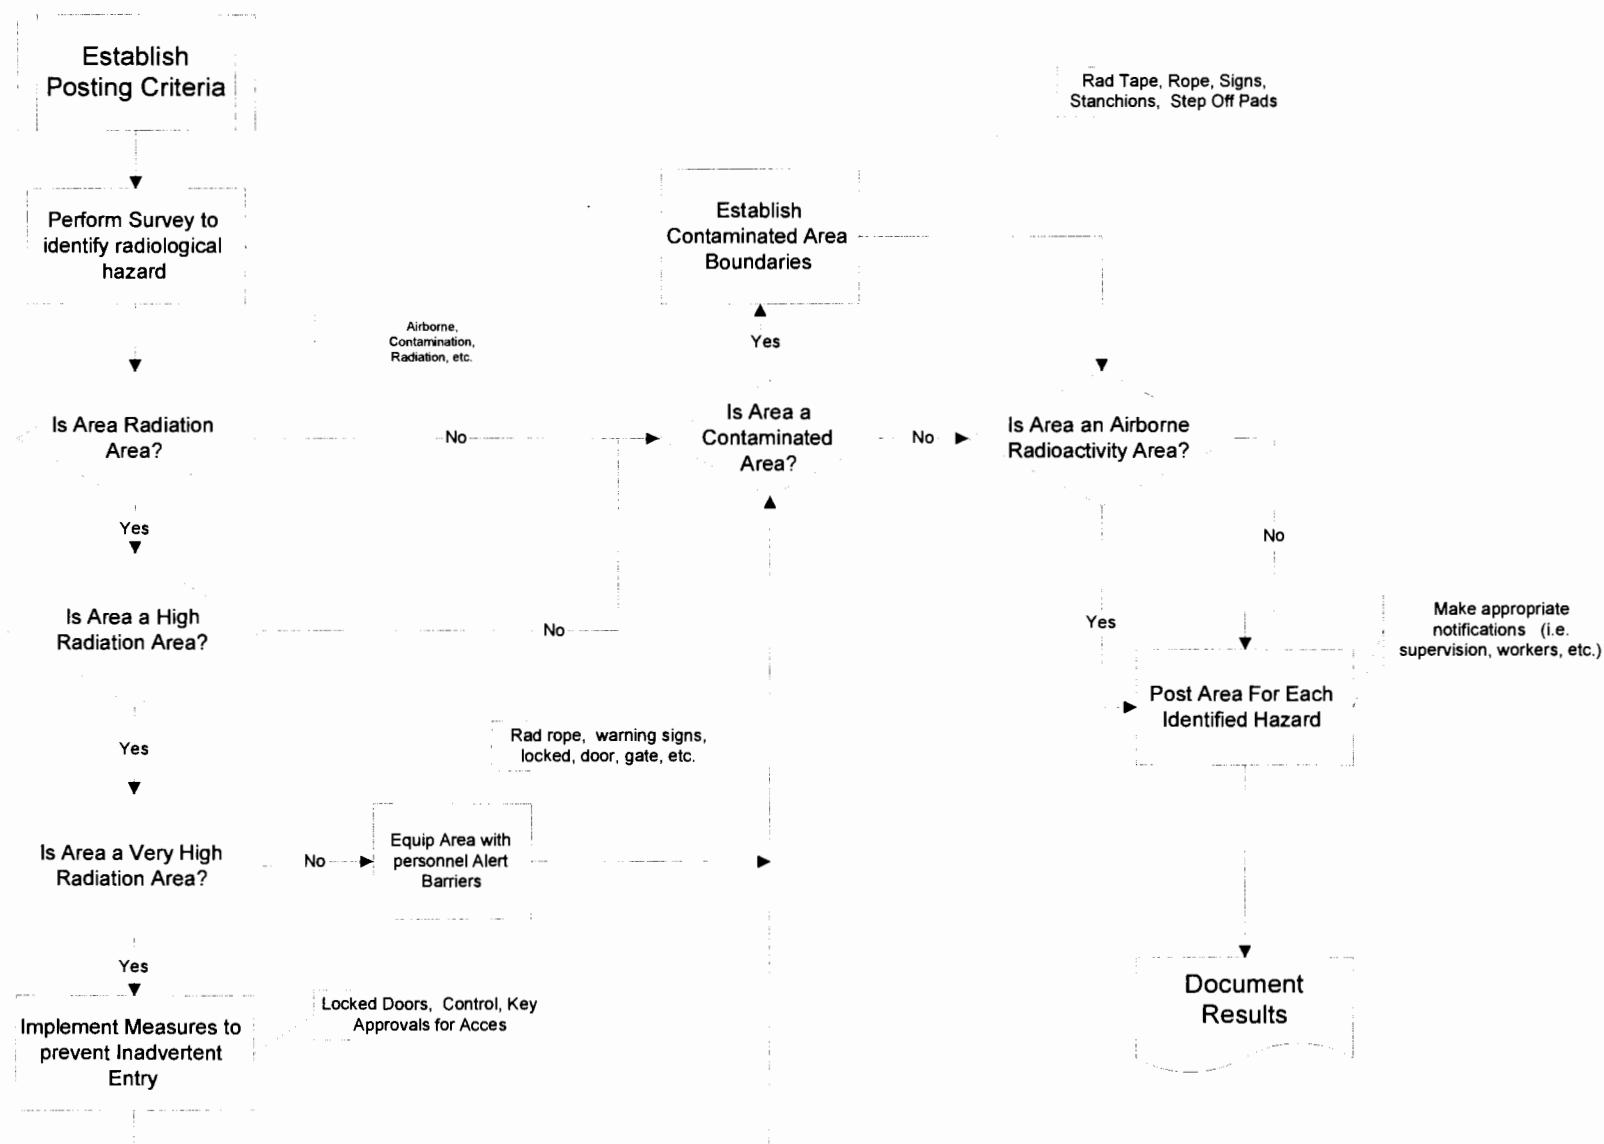 Establish
Posting Criteria
Rad Tape, Rope, Signs,
Stanchions, Step Off Pads
Perform Survey to
identify radiological
hazard
Establish
Contaminated Area
Boundaries
Airborne,
Contamination,
Radiation, etc.
Yes
Is Area Radiation
Area?
No
Is Area a
Contaminated
Area?
No
Is Area an Airborne
Radioactivity Area?
Yes
No
Is Area a High
Radiation Area?
No
Yes
Make appropriate
notifications (i.e.
supervision, workers, etc.)
Post Area For Each
Identified Hazard
Yes
Rad rope, warning signs,
locked, door, gate, etc.
Is Area a Very High
Radiation Area?
No
Equip Area with
personnel Alert
Barriers
Yes
Locked Doors, Control, Key
Approvals for Acces
Document
Results
Implement Measures to
prevent Inadvertent
Entry